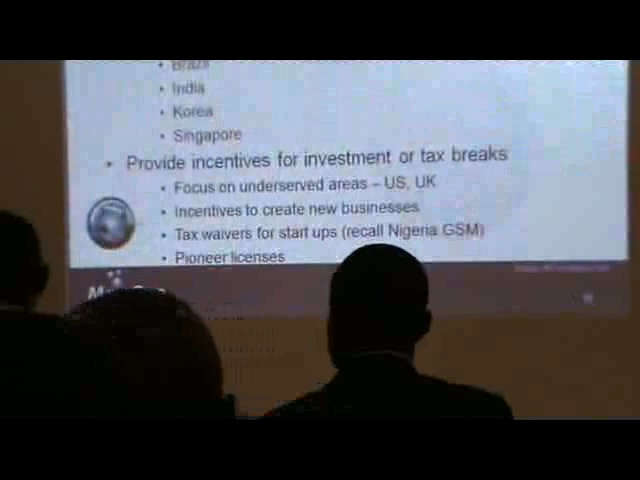 • Brazil
• India
• Korea
• Singapore
• Provide incentives for investment or tax breaks
• Focus on underserved areas – US, UK
• Incentives to create new businesses
• Tax waivers for start ups (recall Nigeria GSM)
• Pioneer licenses